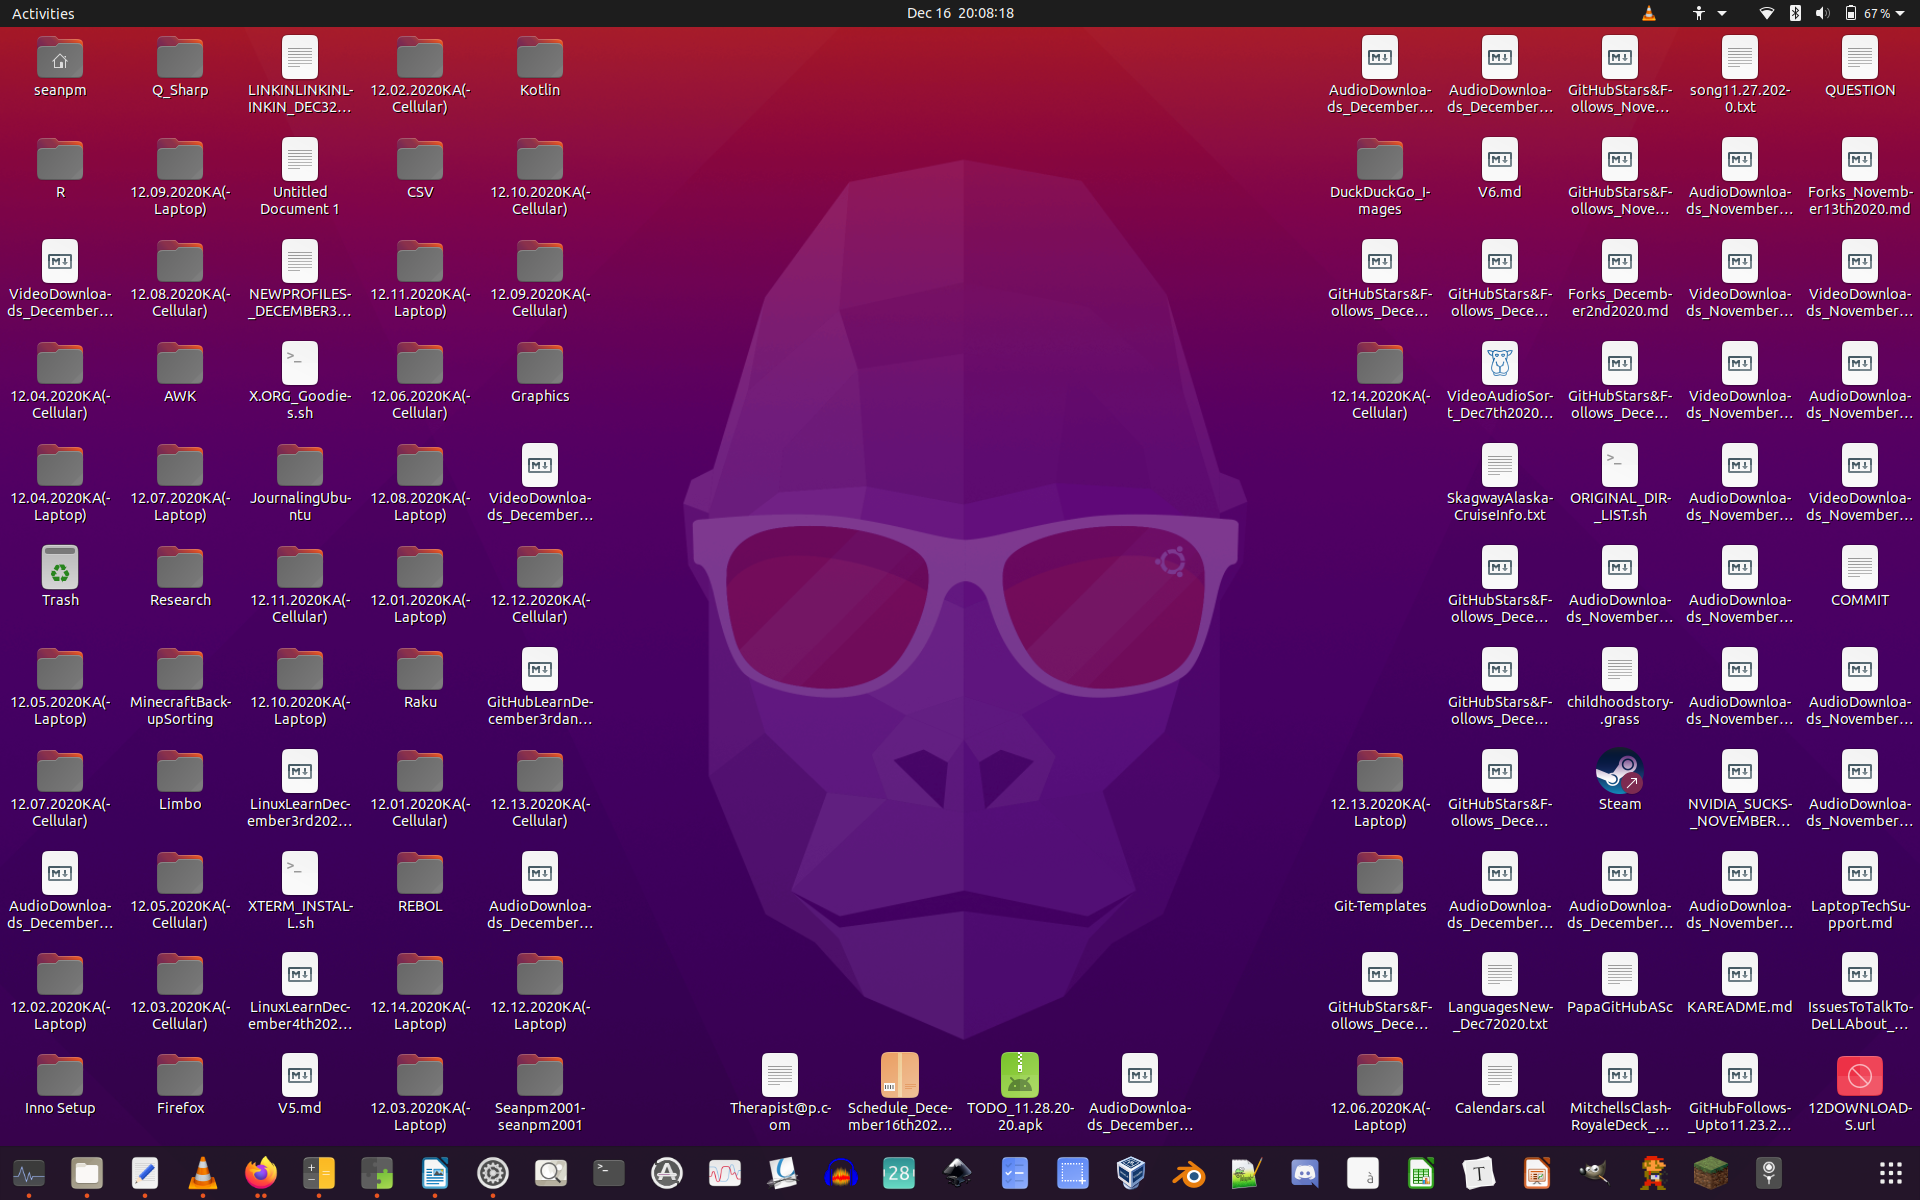 Activities
Dec 16 20:08:18
67 %
seanpm
Q_Sharp
LINKINLINKINL-
INKIN_DEC32...
12.02.2020KA(-
Cellular)
Kotlin
AudioDownloa-
ds_December...
AudioDownloa-
ds_December...
GitHubStars&F-
ollows_Nove...
song11.27.202-
0.txt
QUESTION
R
12.09.2020KA(-
Laptop)
Untitled
Document 1
CSV
12.10.2020KA(-
Cellular)
DuckDuckGo_I-
mages
V6.md
GitHubStars&F-
ollows_Nove...
AudioDownloa-
ds_November...
Forks_Novemb-
er13th2020.md
VideoDownloa-
ds_December...
12.08.2020KA(-
Cellular)
NEWPROFILES-
_DECEMBER3...
12.11.2020KA(-
Laptop)
12.09.2020KA(-
Cellular)
GitHubStars&F-
ollows_Dece...
GitHubStars&F-
ollows_Dece...
Forks_Decemb-
er2nd2020.md
VideoDownloa-
ds_November...
VideoDownloa-
ds_November...
12.04.2020KA(-
Cellular)
AWK
X.ORG_Goodie-
s.sh
12.06.2020KA(-
Cellular)
Graphics
12.14.2020KA(-
Cellular)
VideoAudioSor-
t_Dec7th2020...
GitHubStars&F-
ollows_Dece...
VideoDownloa-
ds_November...
AudioDownloa-
ds_November...
12.04.2020KA(-
Laptop)
12.07.2020KA(-
Laptop)
JournalingUbu-
ntu
12.08.2020KA(-
Laptop)
VideoDownloa-
ds_December...
SkagwayAlaska-
CruiseInfo.txt
ORIGINAL_DIR-
_LIST.sh
AudioDownloa-
ds_November...
VideoDownloa-
ds_November...
Trash
Research
12.11.2020KA(-
Cellular)
12.01.2020KA(-
Laptop)
12.12.2020KA(-
Cellular)
GitHubStars&F-
ollows_Dece...
AudioDownloa-
ds_November...
AudioDownloa-
ds_November...
COMMIT
12.05.2020KA(-
Laptop)
MinecraftBack-
upSorting
12.10.2020KA(-
Laptop)
Raku
GitHubLearnDe-
cember3rdan...
GitHubStars&F-
ollows_Dece...
childhoodstory-
.grass
AudioDownloa-
ds_November...
AudioDownloa-
ds_November...
12.07.2020KA(-
Cellular)
Limbo
LinuxLearnDec-
ember3rd202...
12.01.2020KA(-
Cellular)
12.13.2020KA(-
Cellular)
12.13.2020KA(-
Laptop)
GitHubStars&F-
ollows_Dece...
Steam
NVIDIA_SUCKS-
_NOVEMBER...
AudioDownloa-
ds_November...
AudioDownloa-
ds_December...
12.05.2020KA(-
Cellular)
XTERM_INSTAL-
L.sh
REBOL
AudioDownloa-
ds_December...
Git-Templates
AudioDownloa-
ds_December...
AudioDownloa-
ds_December...
AudioDownloa-
ds_November...
LaptopTechSu-
pport.md
12.02.2020KA(-
Laptop)
12.03.2020KA(-
Cellular)
LinuxLearnDec-
ember4th202...
12.14.2020KA(-
Laptop)
12.12.2020KA(-
Laptop)
GitHubStars&F-
ollows_Dece...
LanguagesNew-
_Dec72020.txt
PapaGitHubASc
KAREADME.md
IssuesToTalkTo-
DeLLAbout_...
Inno Setup
Firefox
V5.md
12.03.2020KA(-
Laptop)
Seanpm2001-
seanpm2001
Therapist@p.c-
om
Schedule_Dece-
mber16th202...
TODO_11.28.20-
20.apk
AudioDownloa-
ds_December...
12.06.2020KA(-
Laptop)
Calendars.cal
MitchellsClash-
RoyaleDeck_...
GitHubFollows-
_Upto11.23.2...
12DOWNLOAD-
S.url
28